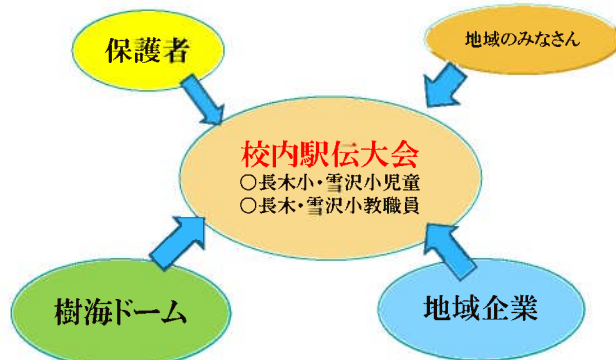 保護者
地域のみなさん
校内駅伝大会
○長木小・雪沢小児童
○長木・雪沢小教職員
樹海ドーム
地域企業